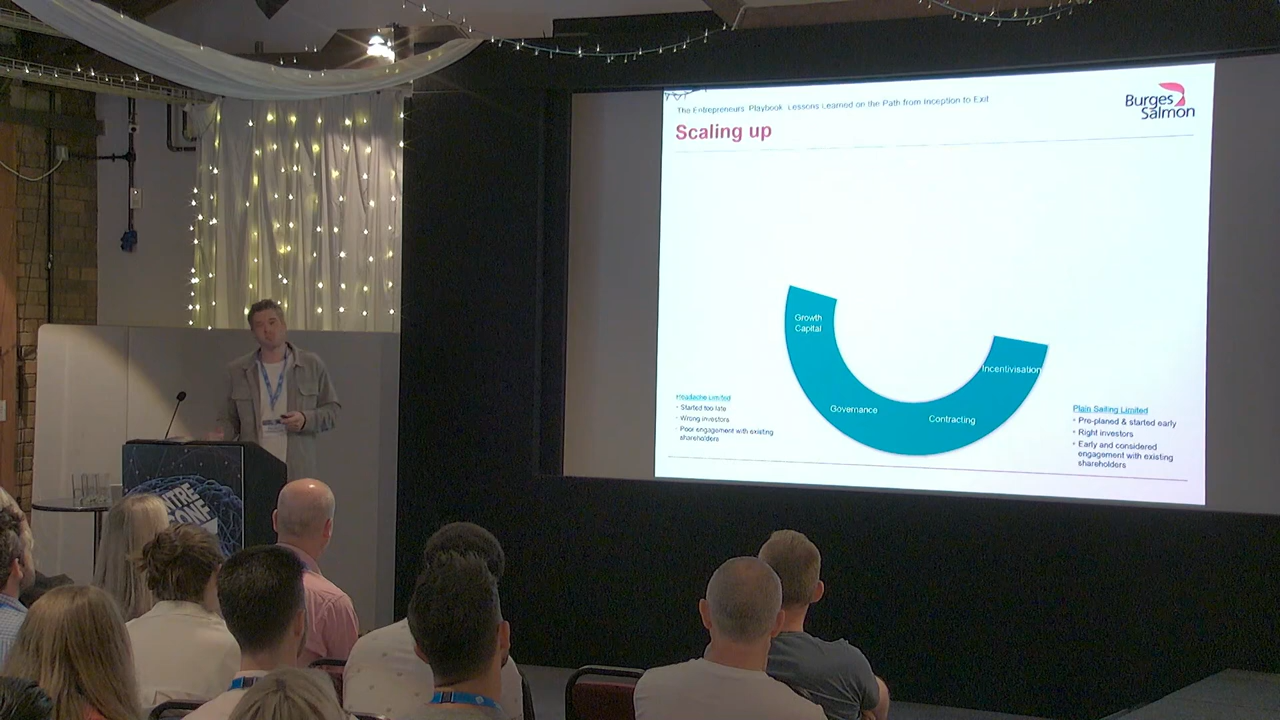 The Entrepreneurs Playbook Lessons Learned on the Path from Inception to Exit
Burges
Salmon
Scaling up
Growth
Capital
Incentivisation
Governance
Contracting
Headache Limited
• Started too late
• Wrong investors
• Poor engagement with existing
shareholders
Plain Sailing Limited
• Pre-planed & started early
• Right investors
• Early and considered
engagement with existing
shareholders